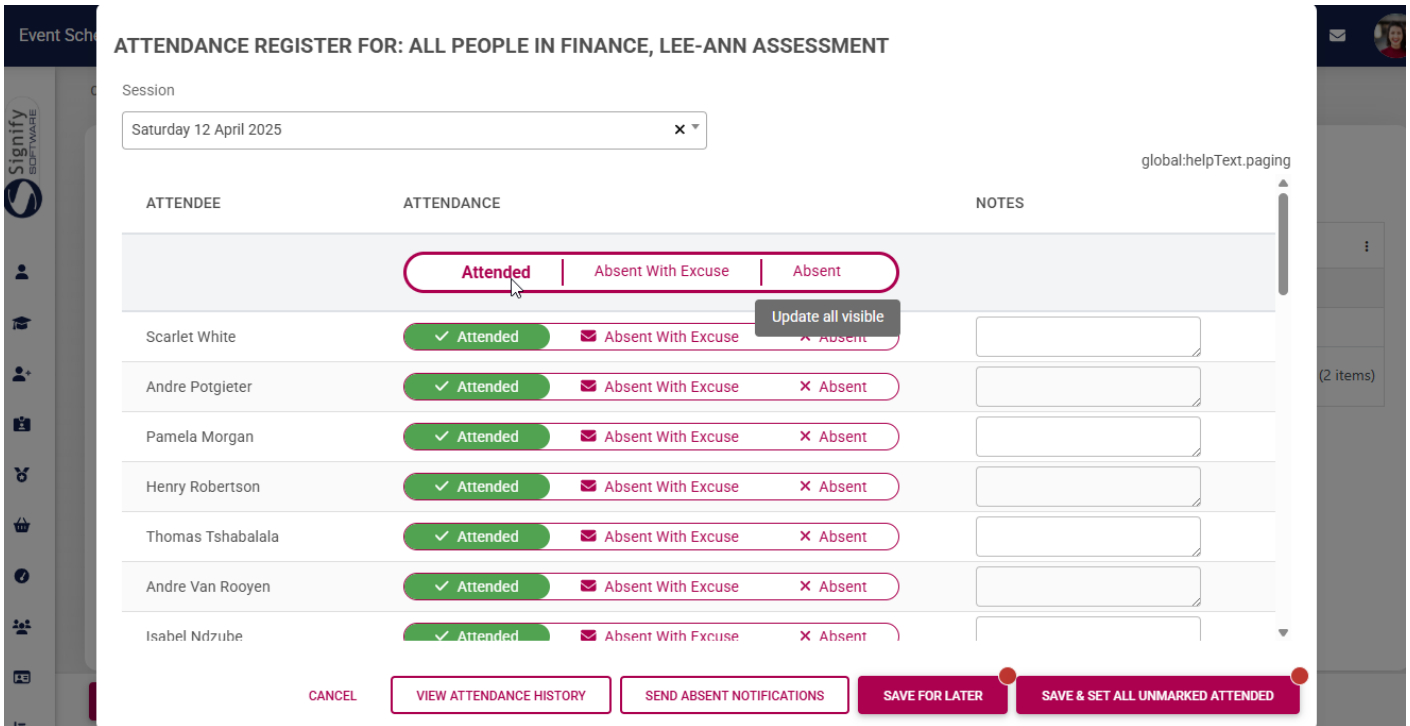 Event Sche
ATTENDANCE REGISTER FOR: ALL PEOPLE IN FINANCE, LEE-ANN ASSESSMENT
Signify
SOFTWARE
Session
Saturday 12 April 2025
global:helpText.paging
ATTENDEE ATTENDANCE NOTES
Attended Absent With Excuse Absent
Update all visible
Scarlet White Attended Absent With Excuse Absent
Andre Potgieter Attended Absent With Excuse Absent
(2 items)
Pamela Morgan Attended Absent With Excuse Absent
Henry Robertson Attended Absent With Excuse Absent
Thomas Tshabalala Attended Absent With Excuse Absent
Andre Van Rooyen Attended Absent With Excuse Absent
Isabel Ndzube Attended Absent With Excuse Absent
CANCEL VIEW ATTENDANCE HISTORY SEND ABSENT NOTIFICATIONS SAVE FOR LATER SAVE & SET ALL UNMARKED ATTENDED